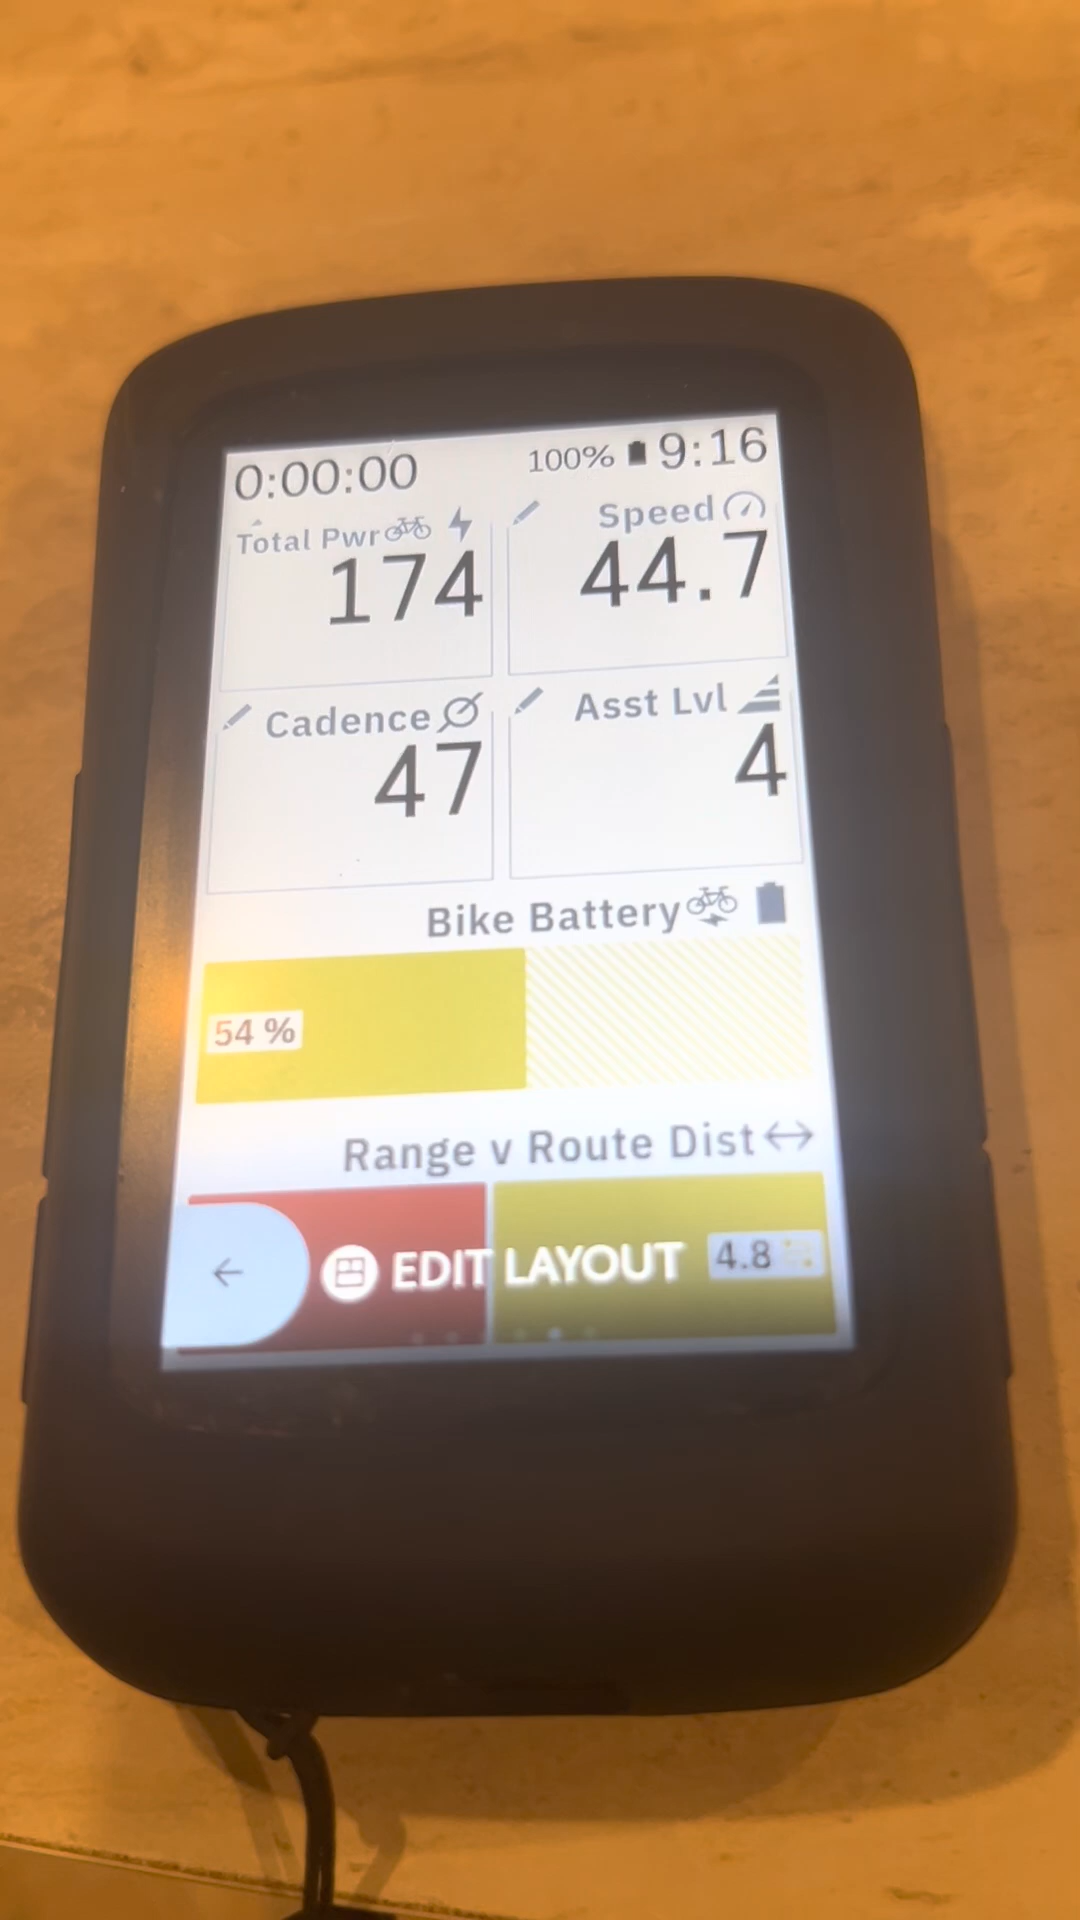 0:00:00 100% 9:16
Total Pwr Speed
174 44.7
Cadence Asst Lvl
47 4
Bike Battery
54 %
Range v Route Dist
EDIT LAYOUT 4.8